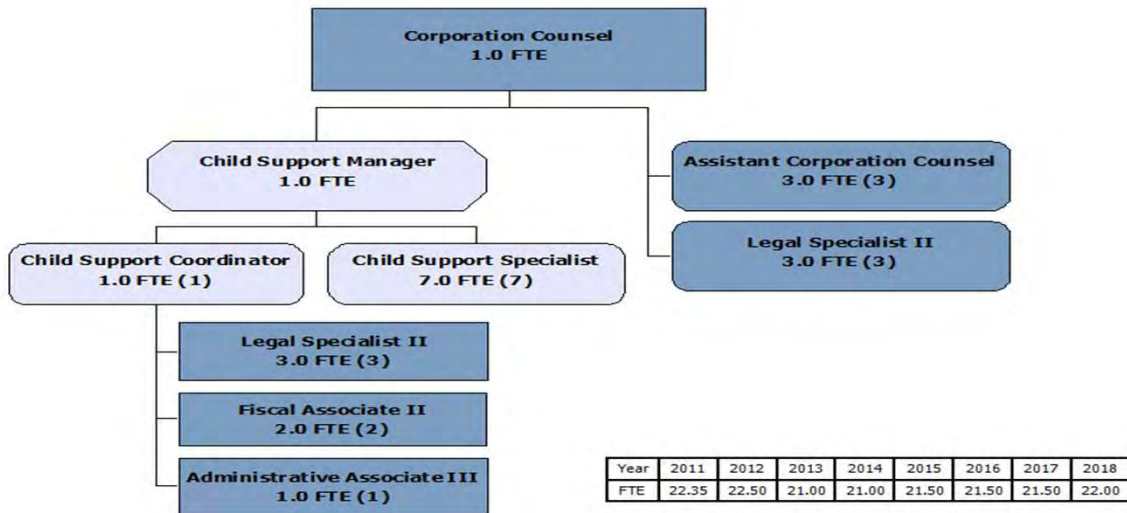 Corporation Counsel
1.0 FTE
Child Support Manager
1.0 FTE
Assistant Corporation Counsel
3.0 FTE (3)
Legal Specialist II
3.0 FTE (3)
Child Support Coordinator
1.0 FTE (1)
Child Support Specialist
7.0 FTE (7)
Legal Specialist II
3.0 FTE (3)
Fiscal Associate II
2.0 FTE (2)
Administrative Associate III
1.0 FTE (1)
Year 2011 2012 2013 2014 2015 2016 2017 2018
FTE 22.35 22.50 21.00 21.00 21.50 21.50 21.50 22.00